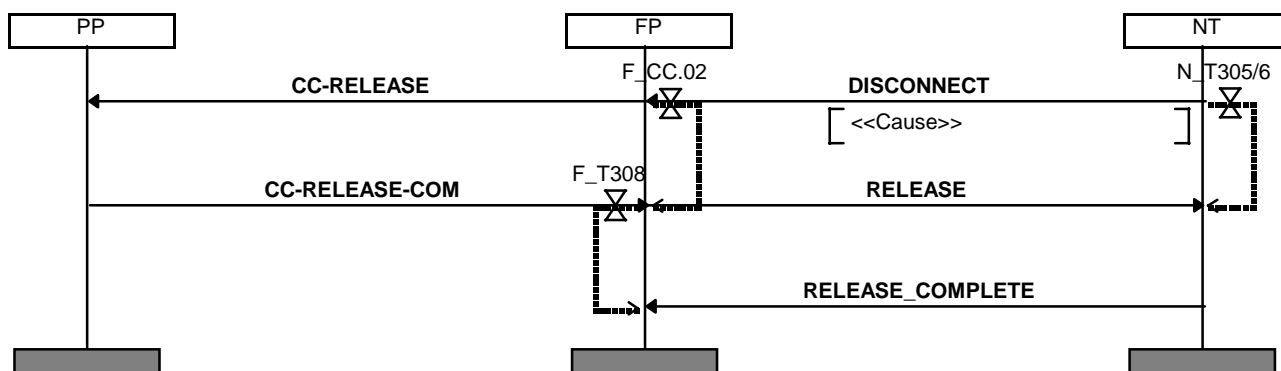 PP FP NT
F_CC.02 N_T305/6
CC-RELEASE DISCONNECT
<<Cause>>
F_T308
CC-RELEASE-COM RELEASE
RELEASE_COMPLETE